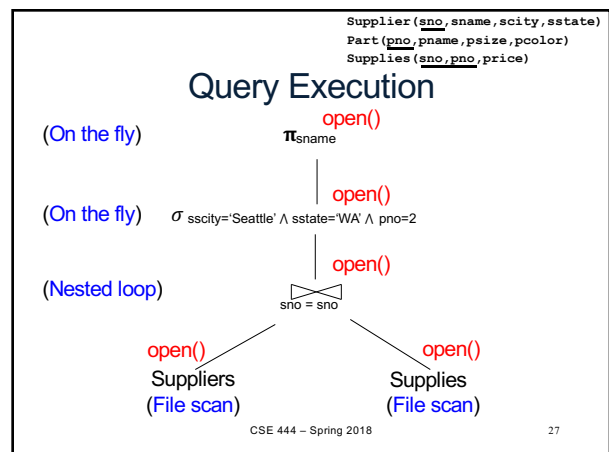 Supplier(sno,sname,scity,sstate)
Part(pno,pname,psize,pcolor)
Supplies(sno,pno,price)
Query Execution
open()
(On the fly) πsname
open()
(On the fly) σ sscity='Seattle' ∧ sstate='WA' ∧ pno=2
open()
(Nested loop)
sno = sno
open() open()
Suppliers Supplies
(File scan) (File scan)
CSE 444 – Spring 2018 27